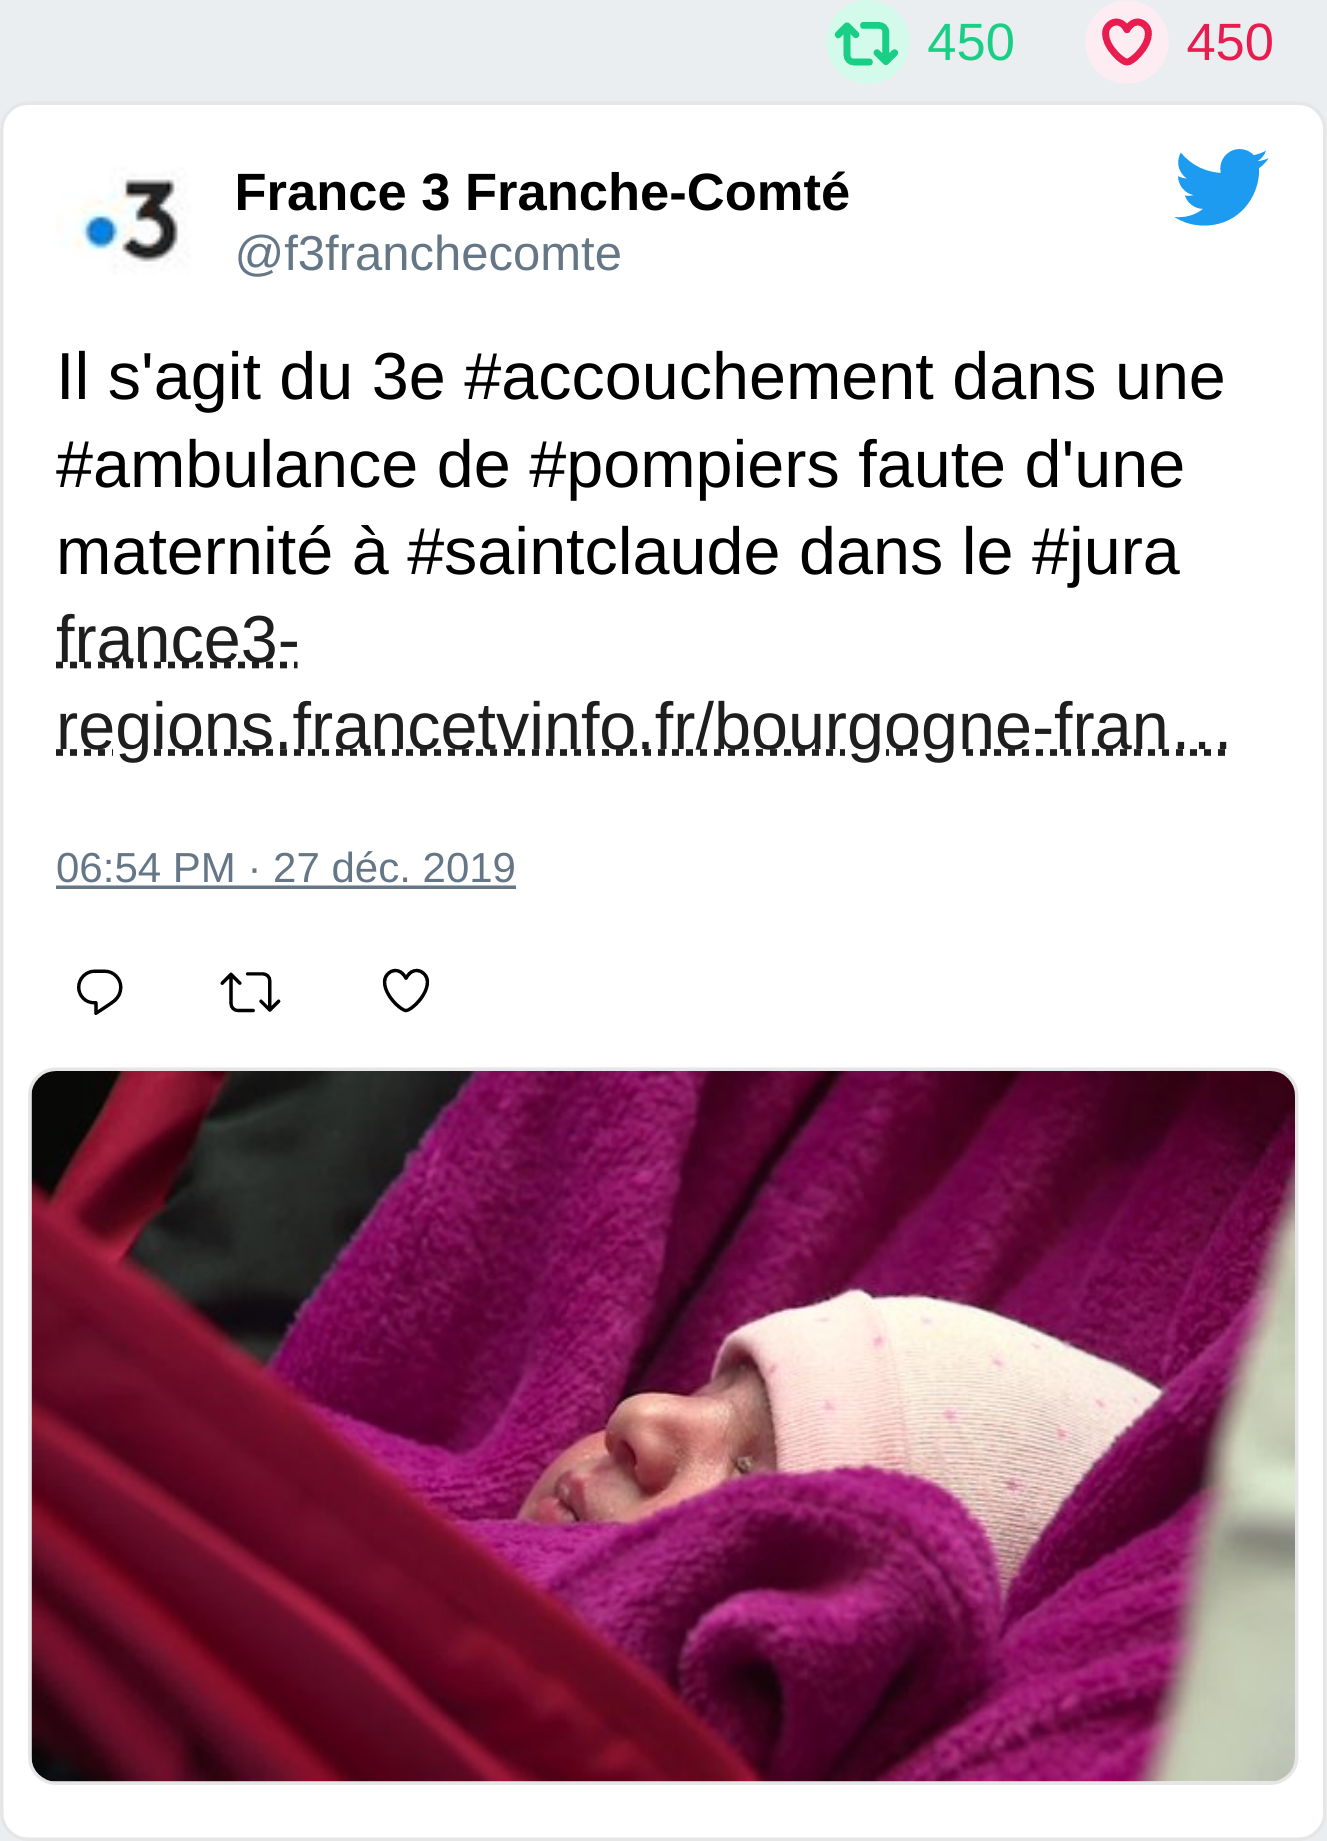 450 450
3
France 3 Franche-Comté
@f3franchecomte
Il s'agit du 3e #accouchement dans une
#ambulance de #pompiers faute d'une
maternité à #saintclaude dans le #jura
france3-
regions.francetvinfo.fr/bourgogne-fran…
06:54 PM · 27 déc. 2019